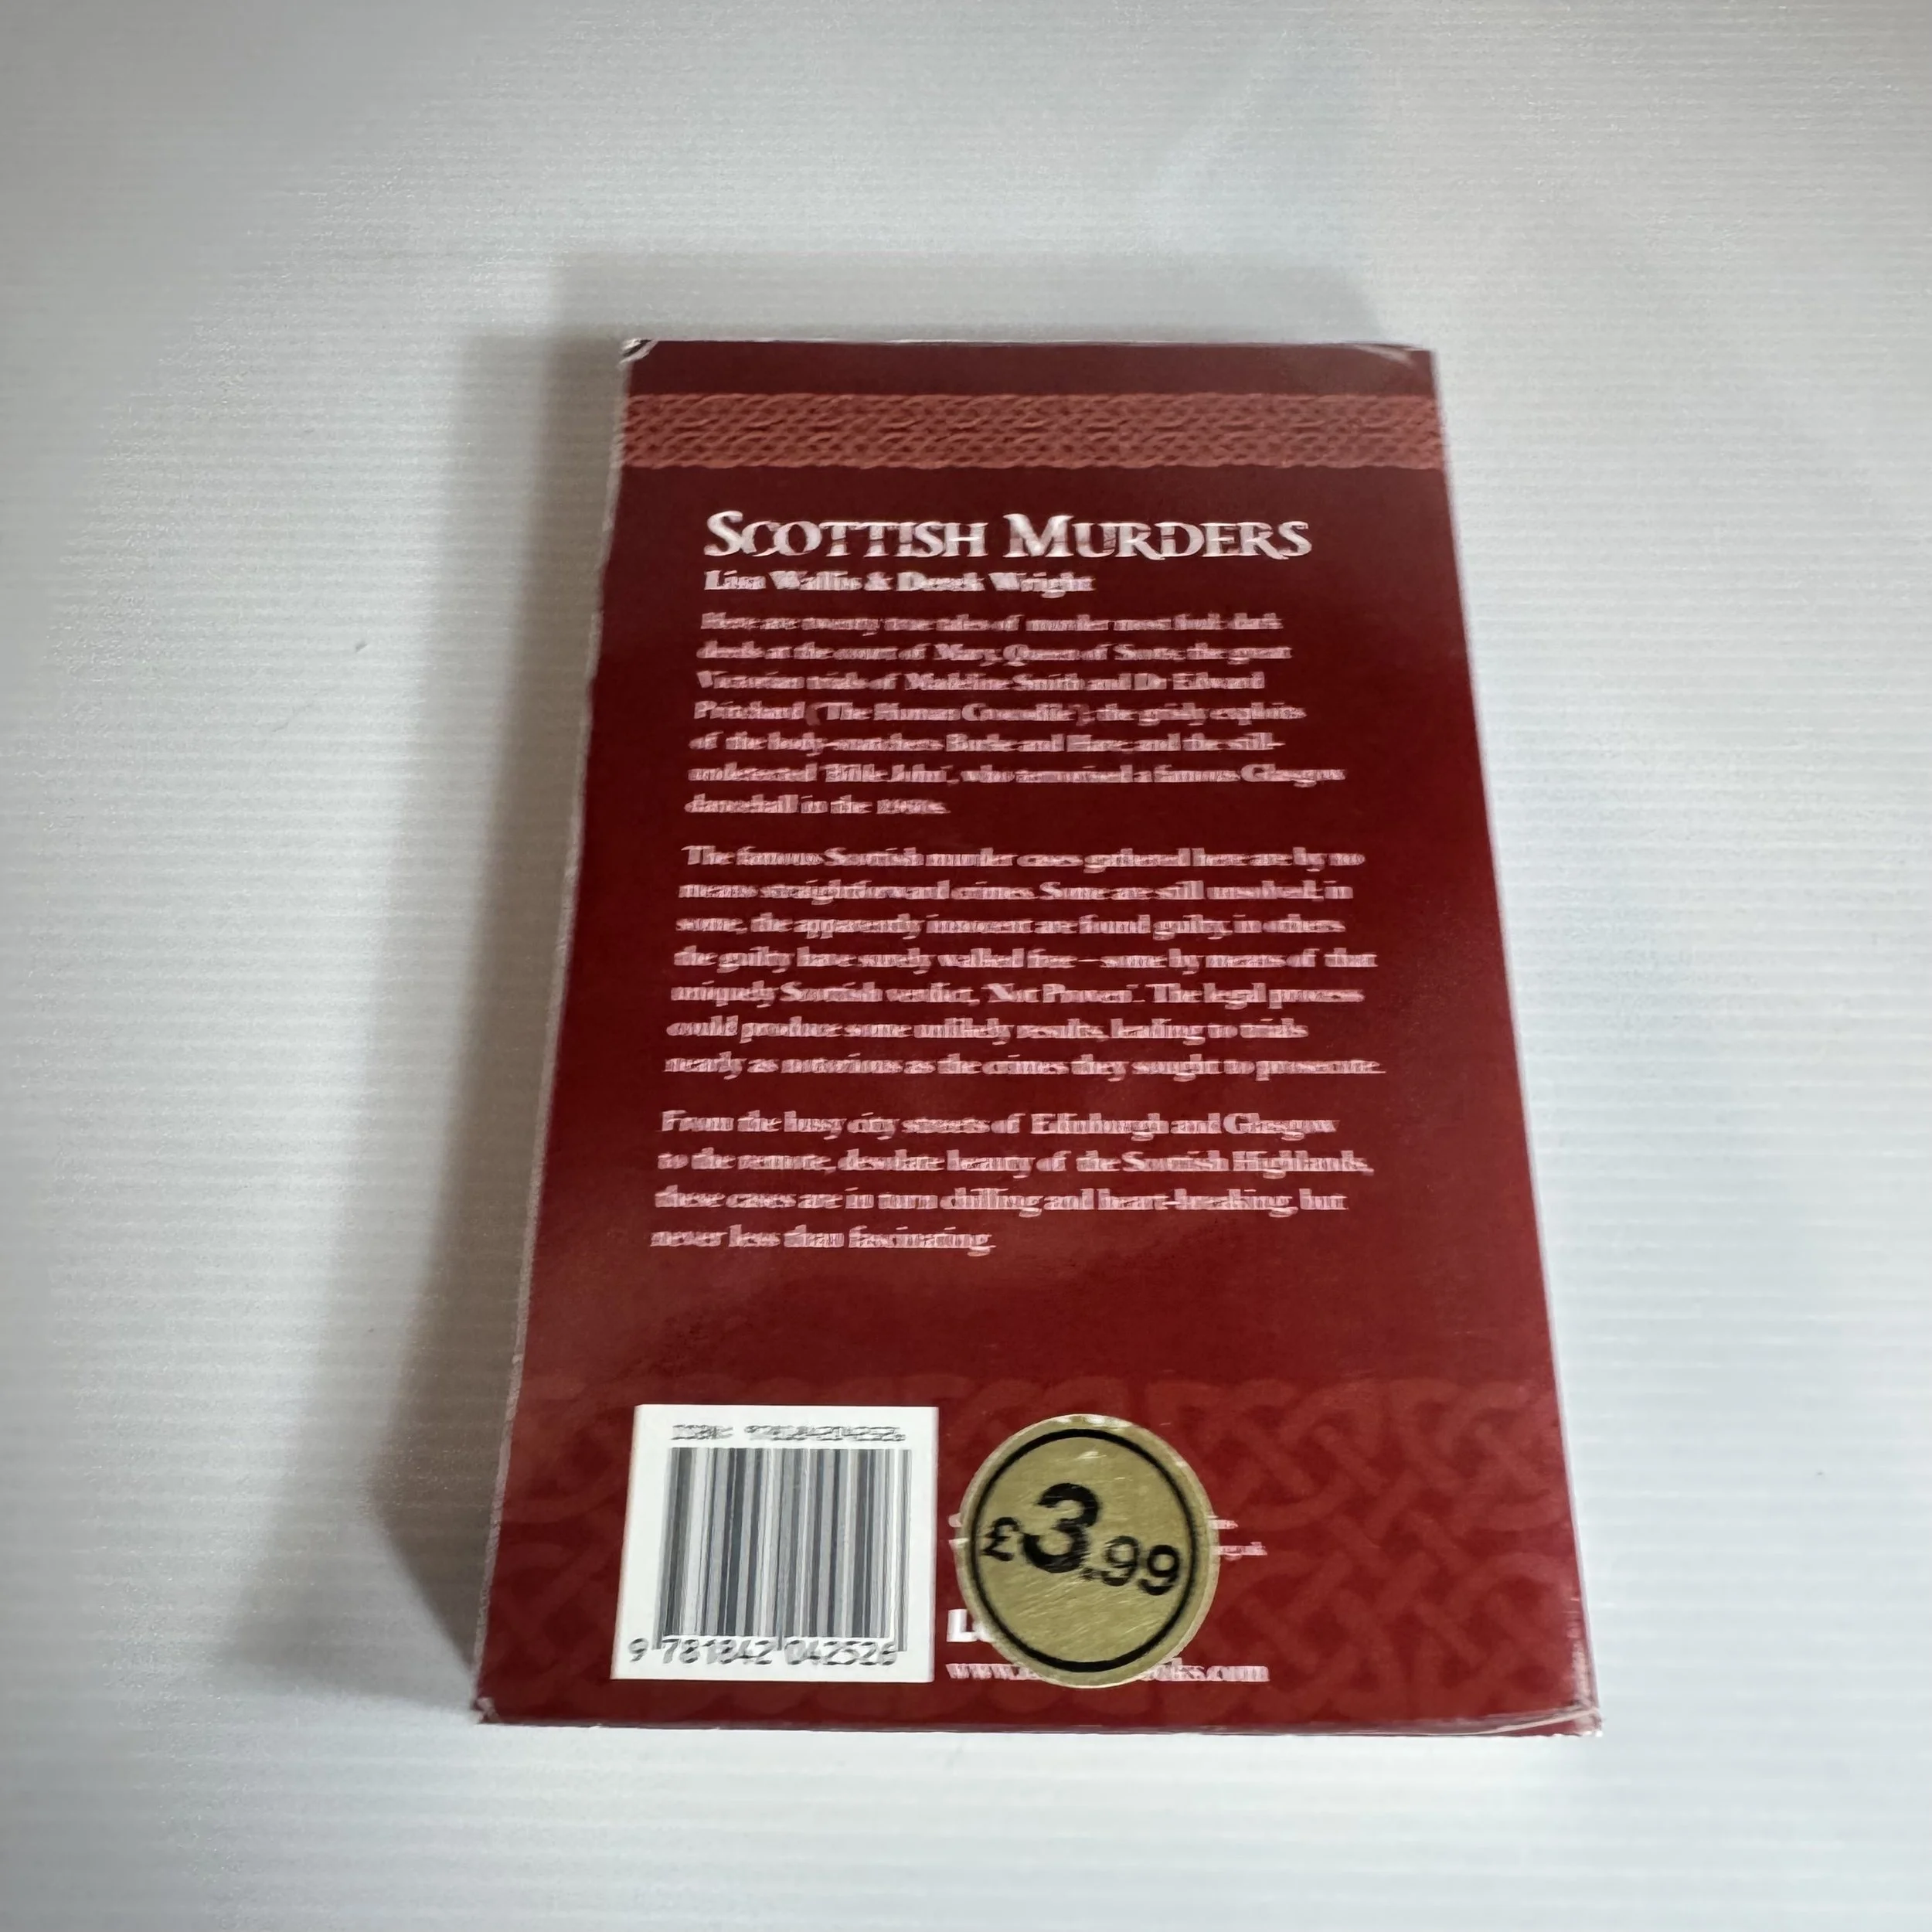 SCOTTISH MURDERS
Lisa Wallis & Derek Wright
Here are twenty true tales of murder most foul: dark
deeds at the court of Mary, Queen of Scots, the great
Victorian trials of Madeline Smith and Dr Edward
Pritchard ('The Human Crocodile'), the grisly exploits
of the body-snatchers Burke and Hare, and the still-
undetected 'Bible John', who terrorised a famous Glasgow
dancehall in the 1960s.
The famous Scottish murder cases gathered here are by no
means straightforward crimes. Some are still unsolved; in
some, the apparently innocent are found guilty, in others
the guilty have surely walked free – some by means of that
uniquely Scottish verdict, 'Not Proven'. The legal process
could produce some unlikely results, leading to trials
nearly as notorious as the crimes they sought to prosecute.
From the busy city streets of Edinburgh and Glasgow
to the remote, desolate beauty of the Scottish Highlands,
these cases are in turn chilling and heart-breaking, but
never less than fascinating.
ISBN
9 781842 042526
£3.99